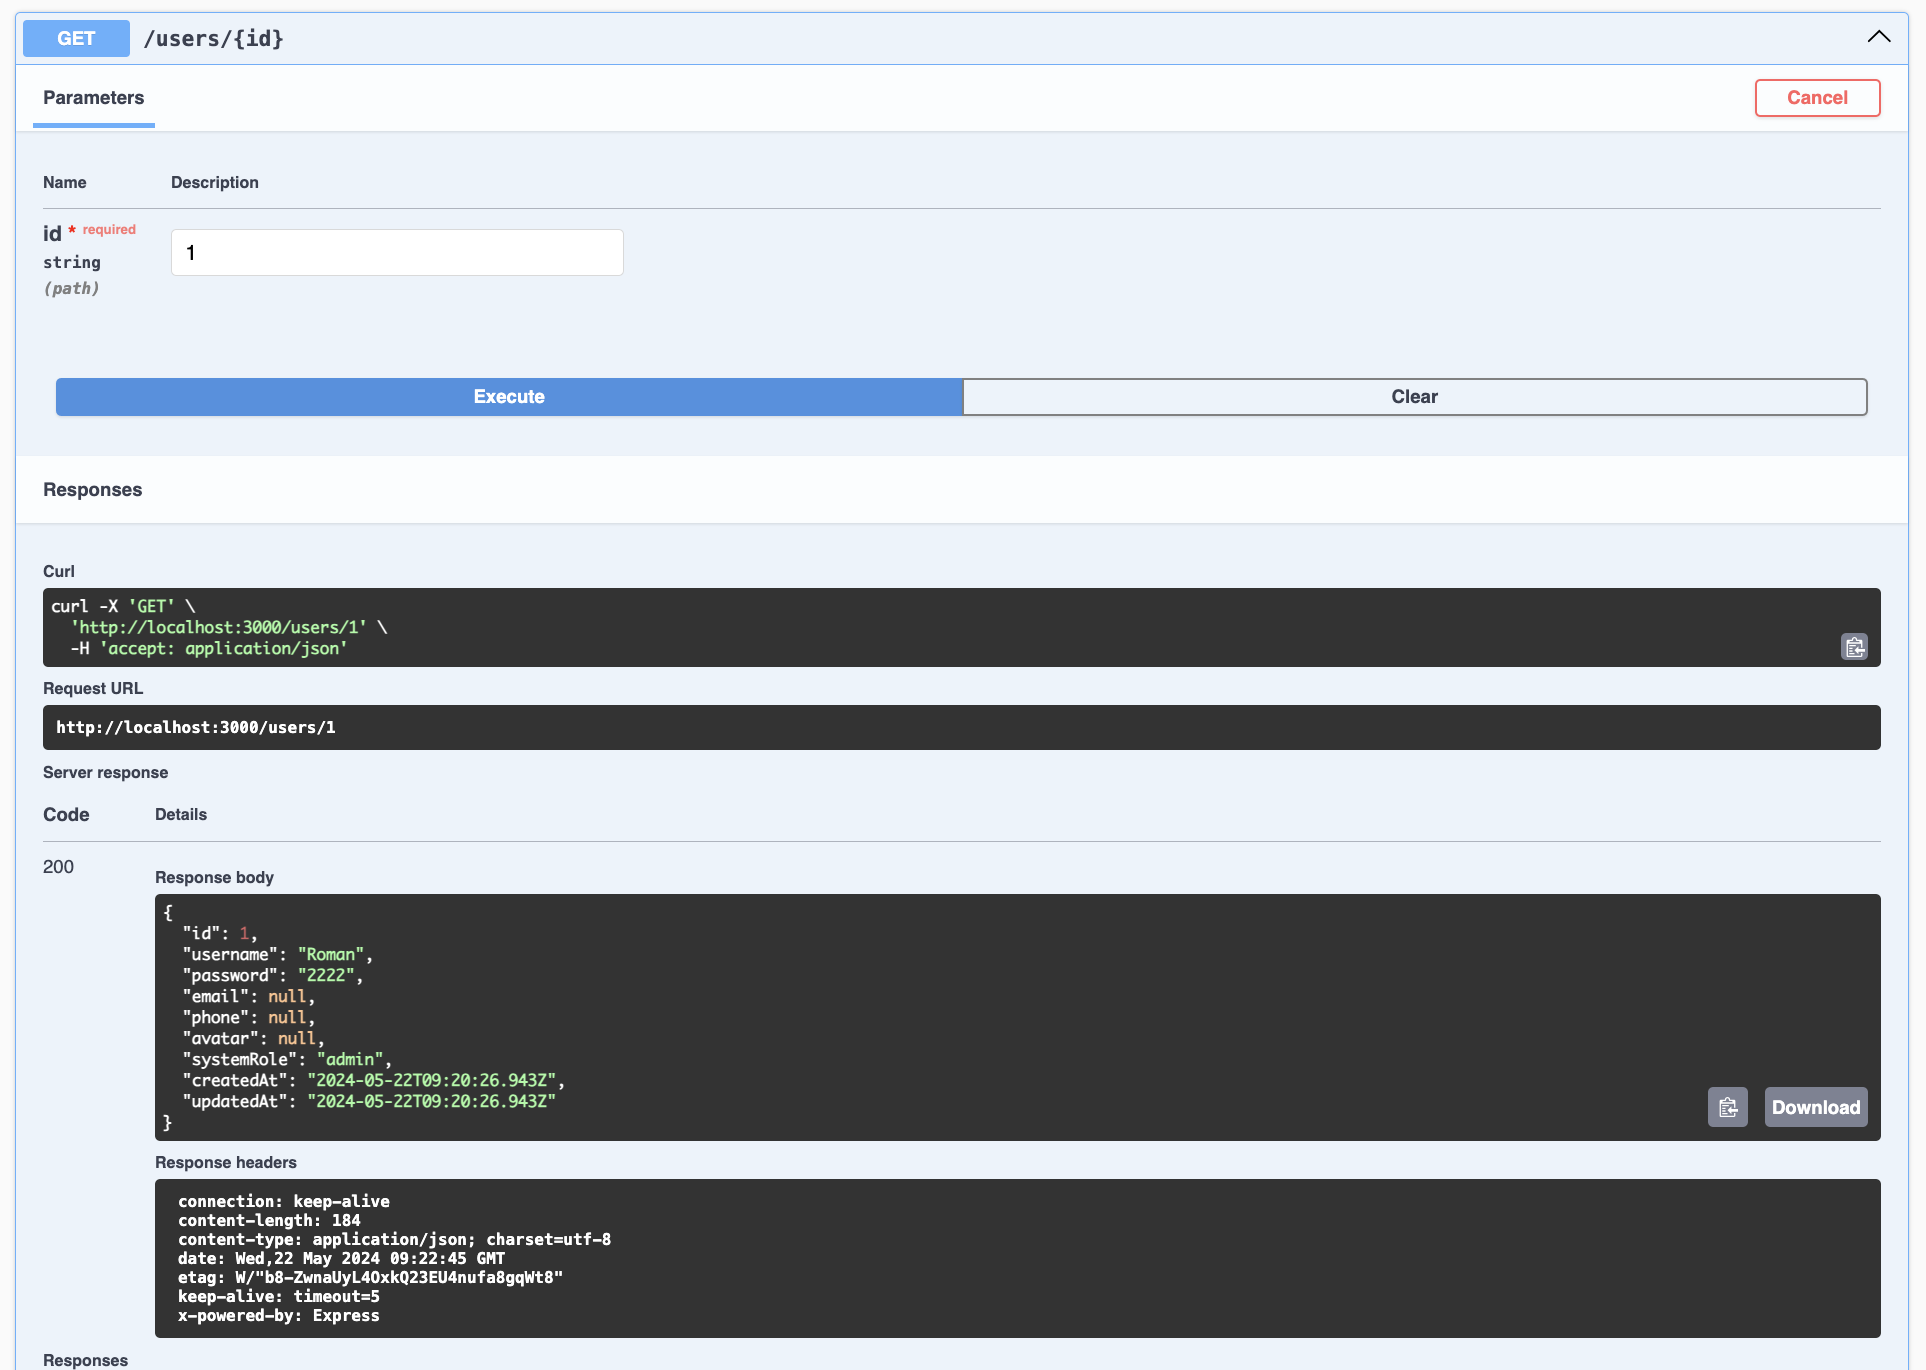 GET /users/{id}
Parameters
Cancel
Name Description
id * required
string
(path)
1
Execute Clear
Responses
Curl
curl -X 'GET' \
  'http://localhost:3000/users/1' \
  -H 'accept: application/json'
Request URL
http://localhost:3000/users/1
Server response
Code Details
200
Response body
{
  "id": 1,
  "username": "Roman",
  "password": "2222",
  "email": null,
  "phone": null,
  "avatar": null,
  "systemRole": "admin",
  "createdAt": "2024-05-22T09:20:26.943Z",
  "updatedAt": "2024-05-22T09:20:26.943Z"
}
Download
Response headers
connection: keep-alive
content-length: 184
content-type: application/json; charset=utf-8
date: Wed,22 May 2024 09:22:45 GMT
etag: W/"b8-ZwnaUyL4OxkQ23EU4nufa8gqWt8"
keep-alive: timeout=5
x-powered-by: Express
Responses